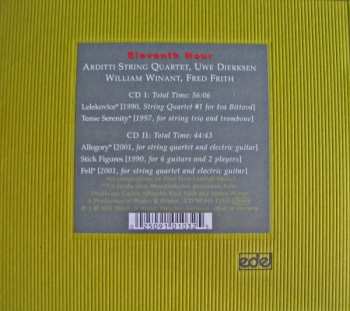 Eleventh Hour
Arditti String Quartet, Uwe Dierksen
William Winant, Fred Frith
CD I: Total Time: 56:06
Lelekovice* [1990, String Quartet #1 for Iva Bittová]
Tense Serenity* [1997, for string trio and trombone]
CD II: Total Time: 44:43
Allegory* [2001, for string quartet and electric guitar]
Stick Figures [1990, for 6 guitars and 2 players]
Fell* [2001, for string quartet and electric guitar]
25091 01032
edel